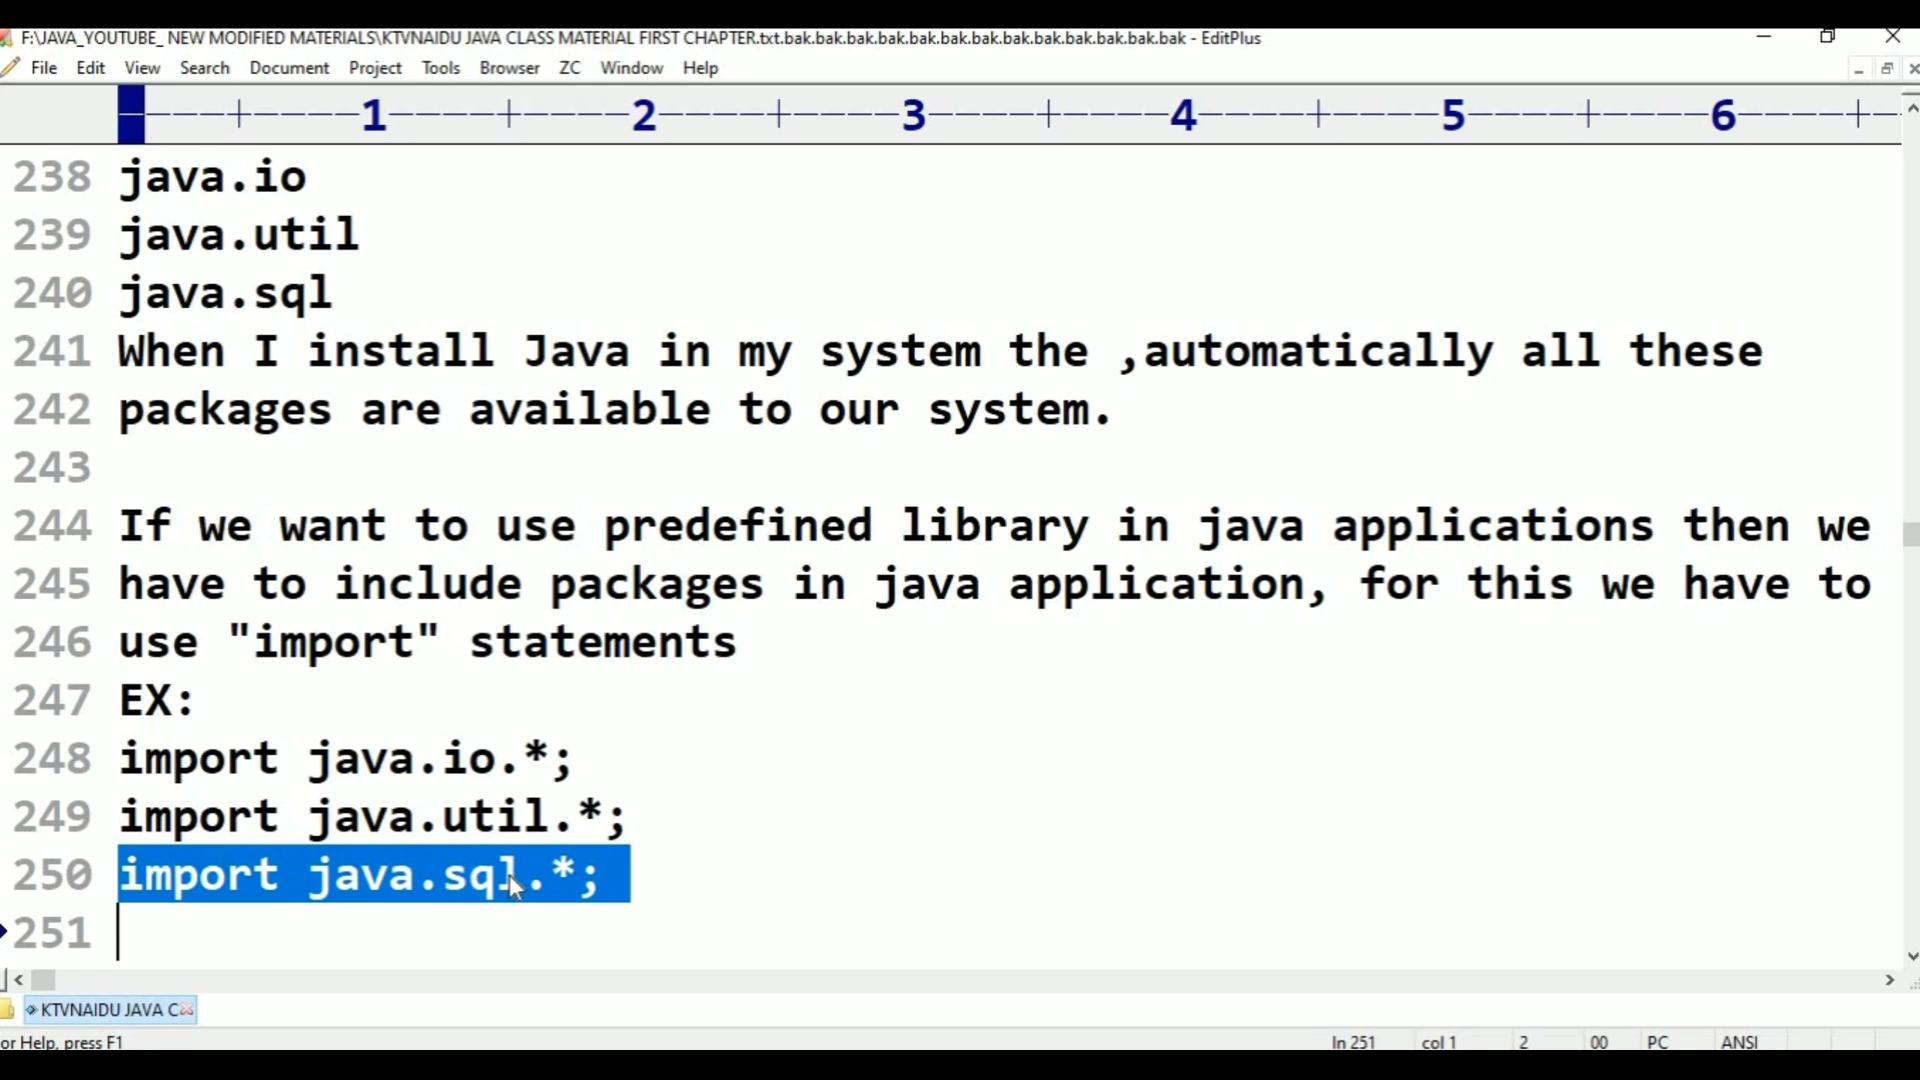 F:\JAVA_YOUTUBE_ NEW MODIFIED MATERIALS\KTVNAIDU JAVA CLASS MATERIAL FIRST CHAPTER.txt.bak.bak.bak.bak.bak.bak.bak.bak.bak.bak.bak.bak.bak - EditPlus
File Edit View Search Document Project Tools Browser ZC Window Help
1 2 3 4 5 6
238 java.io
239 java.util
240 java.sql
241 When I install Java in my system the ,automatically all these
242 packages are available to our system.
243
244 If we want to use predefined library in java applications then we
245 have to include packages in java application, for this we have to
246 use "import" statements
247 EX:
248 import java.io.*;
249 import java.util.*;
250 import java.sql.*;
251
KTVNAIDU JAVA C
or Help, press F1 ln 251 col 1 2 00 PC ANSI